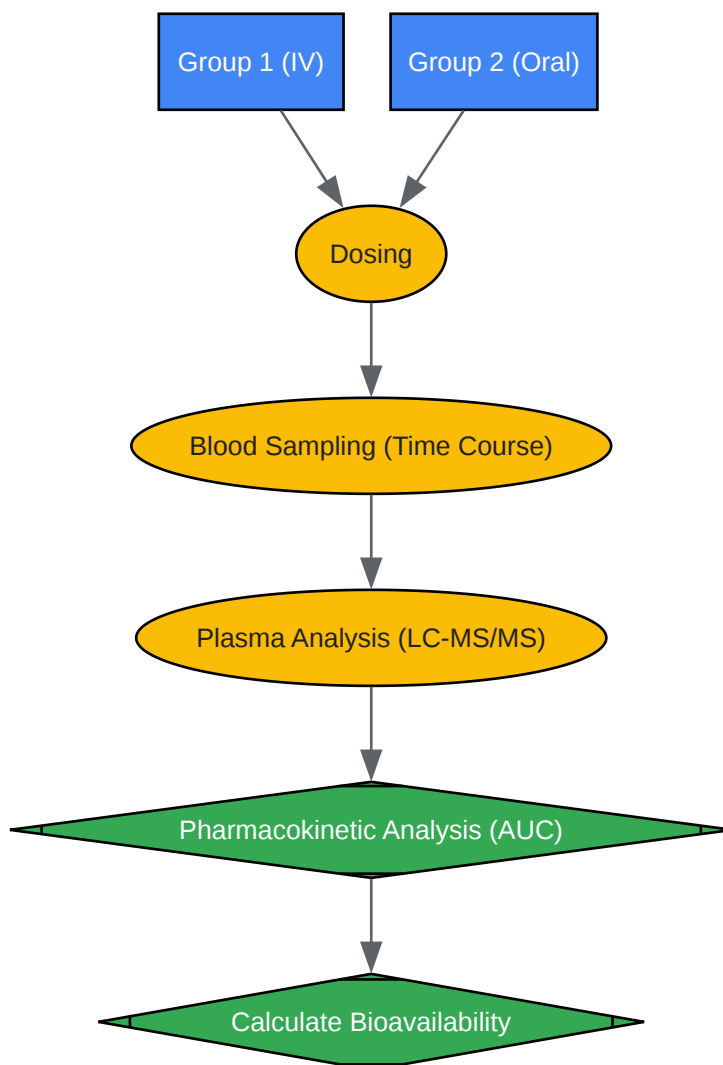 Group 1 (IV)
Group 2 (Oral)
Dosing
Blood Sampling (Time Course)
Plasma Analysis (LC-MS/MS)
Pharmacokinetic Analysis (AUC)
Calculate Bioavailability